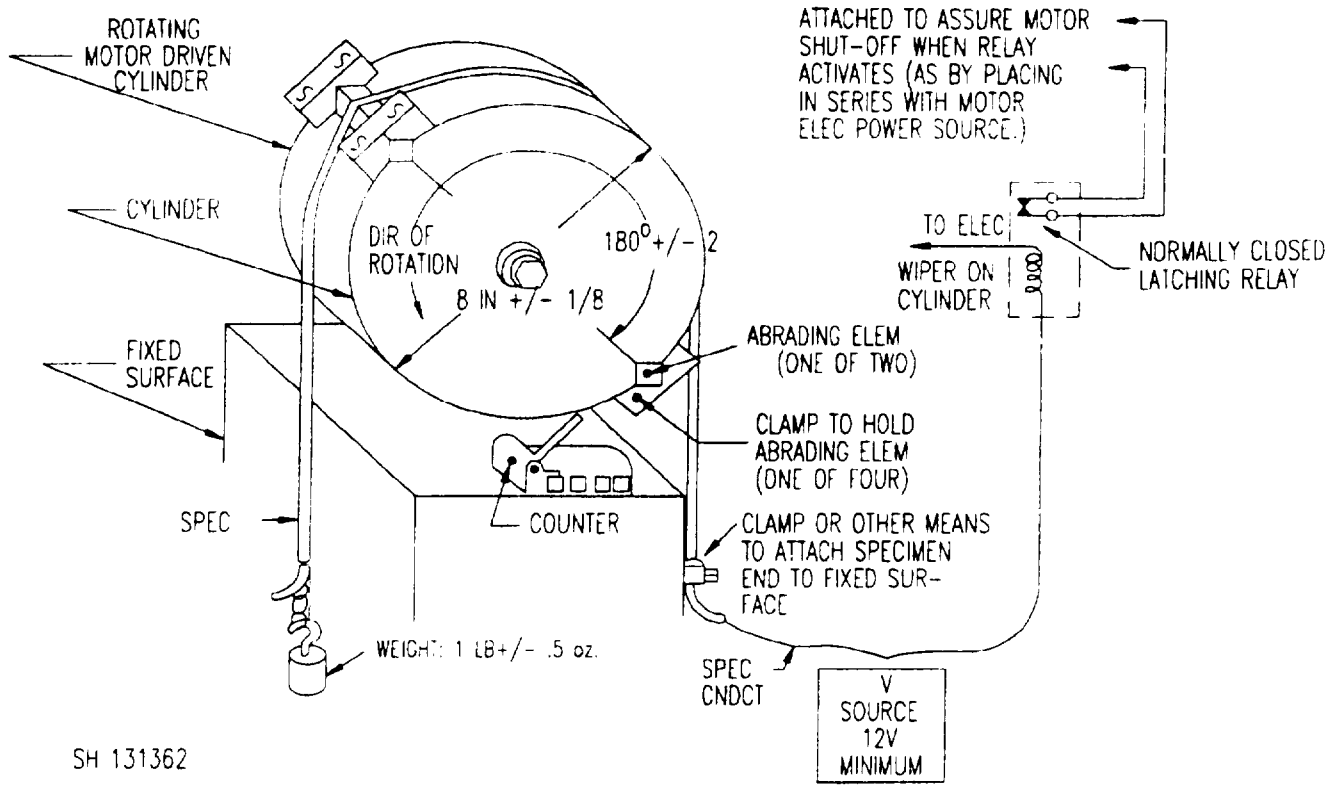 ROTATING
MOTOR DRIVEN
CYLINDER
ATTACHED TO ASSURE MOTOR
SHUT-OFF WHEN RELAY
ACTIVATES (AS BY PLACING
IN SERIES WITH MOTOR
ELEC POWER SOURCE.)
S
S
S
S
CYLINDER
DIR OF
ROTATION
180° +/- 2
8 IN +/- 1/8
TO ELEC
WIPER ON
CYLINDER
NORMALLY CLOSED
LATCHING RELAY
FIXED
SURFACE
ABRADING ELEM
(ONE OF TWO)
CLAMP TO HOLD
ABRADING ELEM
(ONE OF FOUR)
SPEC
COUNTER
CLAMP OR OTHER MEANS
TO ATTACH SPECIMEN
END TO FIXED SUR-
FACE
WEIGHT: 1 LB+/- .5 oz.
SPEC
CNDCT
V
SOURCE
12V
MINIMUM
SH 131362